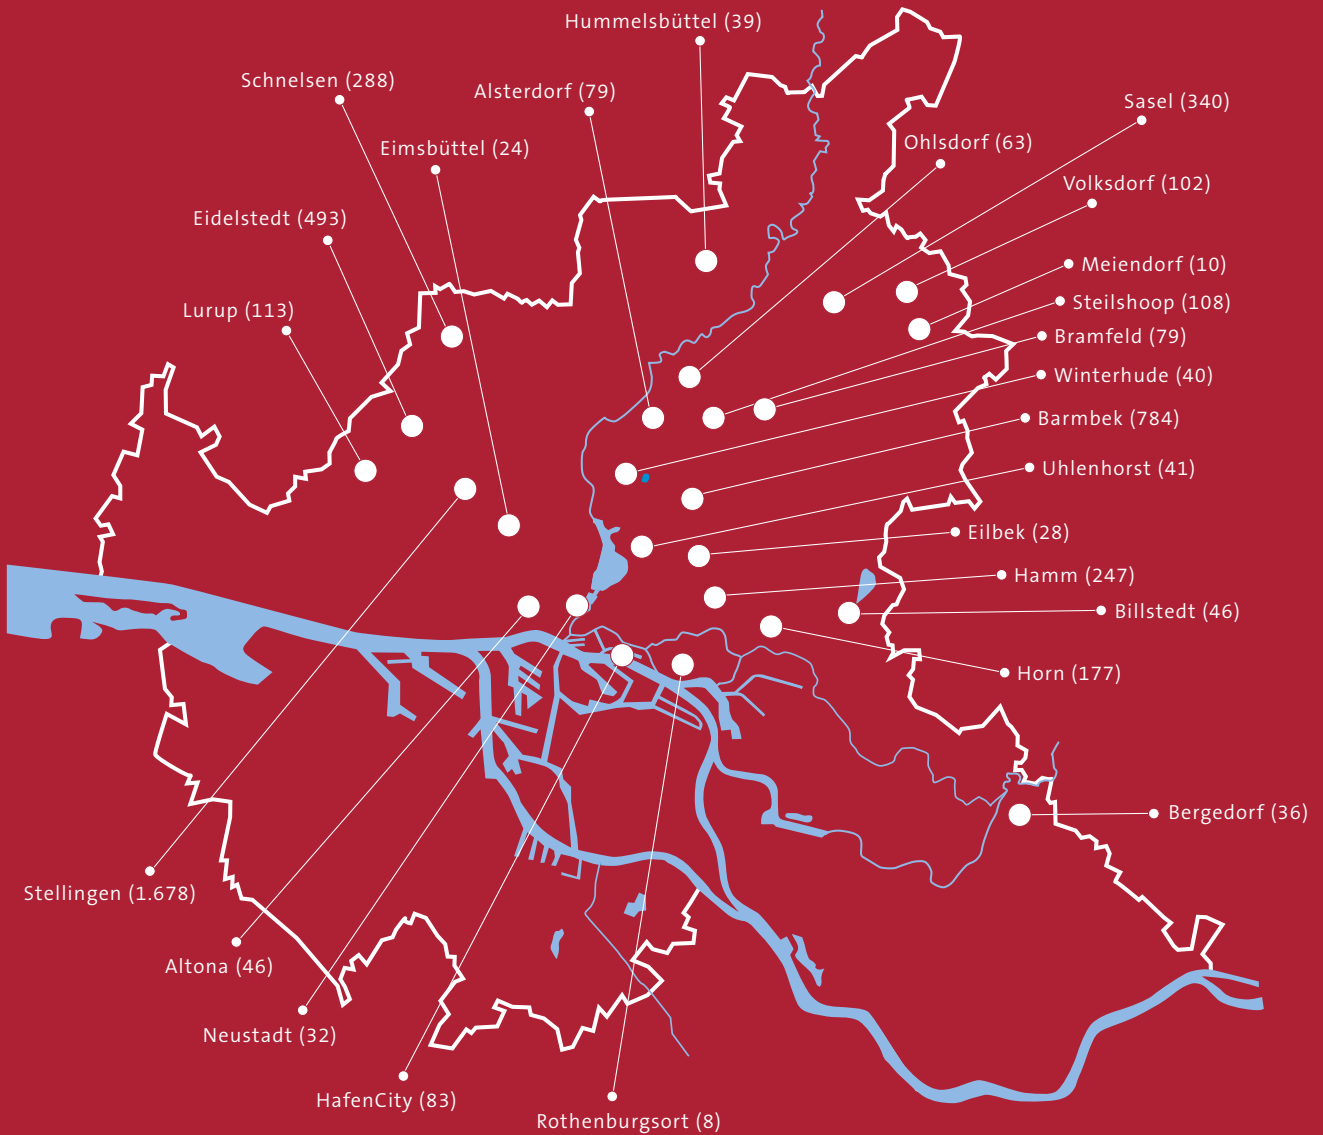 Hummelsbüttel (39)
Schnelsen (288)
Alsterdorf (79)
Sasel (340)
Ohlsdorf (63)
Eimsbüttel (24)
Volksdorf (102)
Eidelstedt (493)
Meiendorf (10)
Steilshoop (108)
Lurup (113)
Bramfeld (79)
Winterhude (40)
Barmbek (784)
Uhlenhorst (41)
Eilbek (28)
Hamm (247)
Billstedt (46)
Horn (177)
Bergedorf (36)
Stellingen (1.678)
Altona (46)
Neustadt (32)
HafenCity (83)
Rothenburgsort (8)